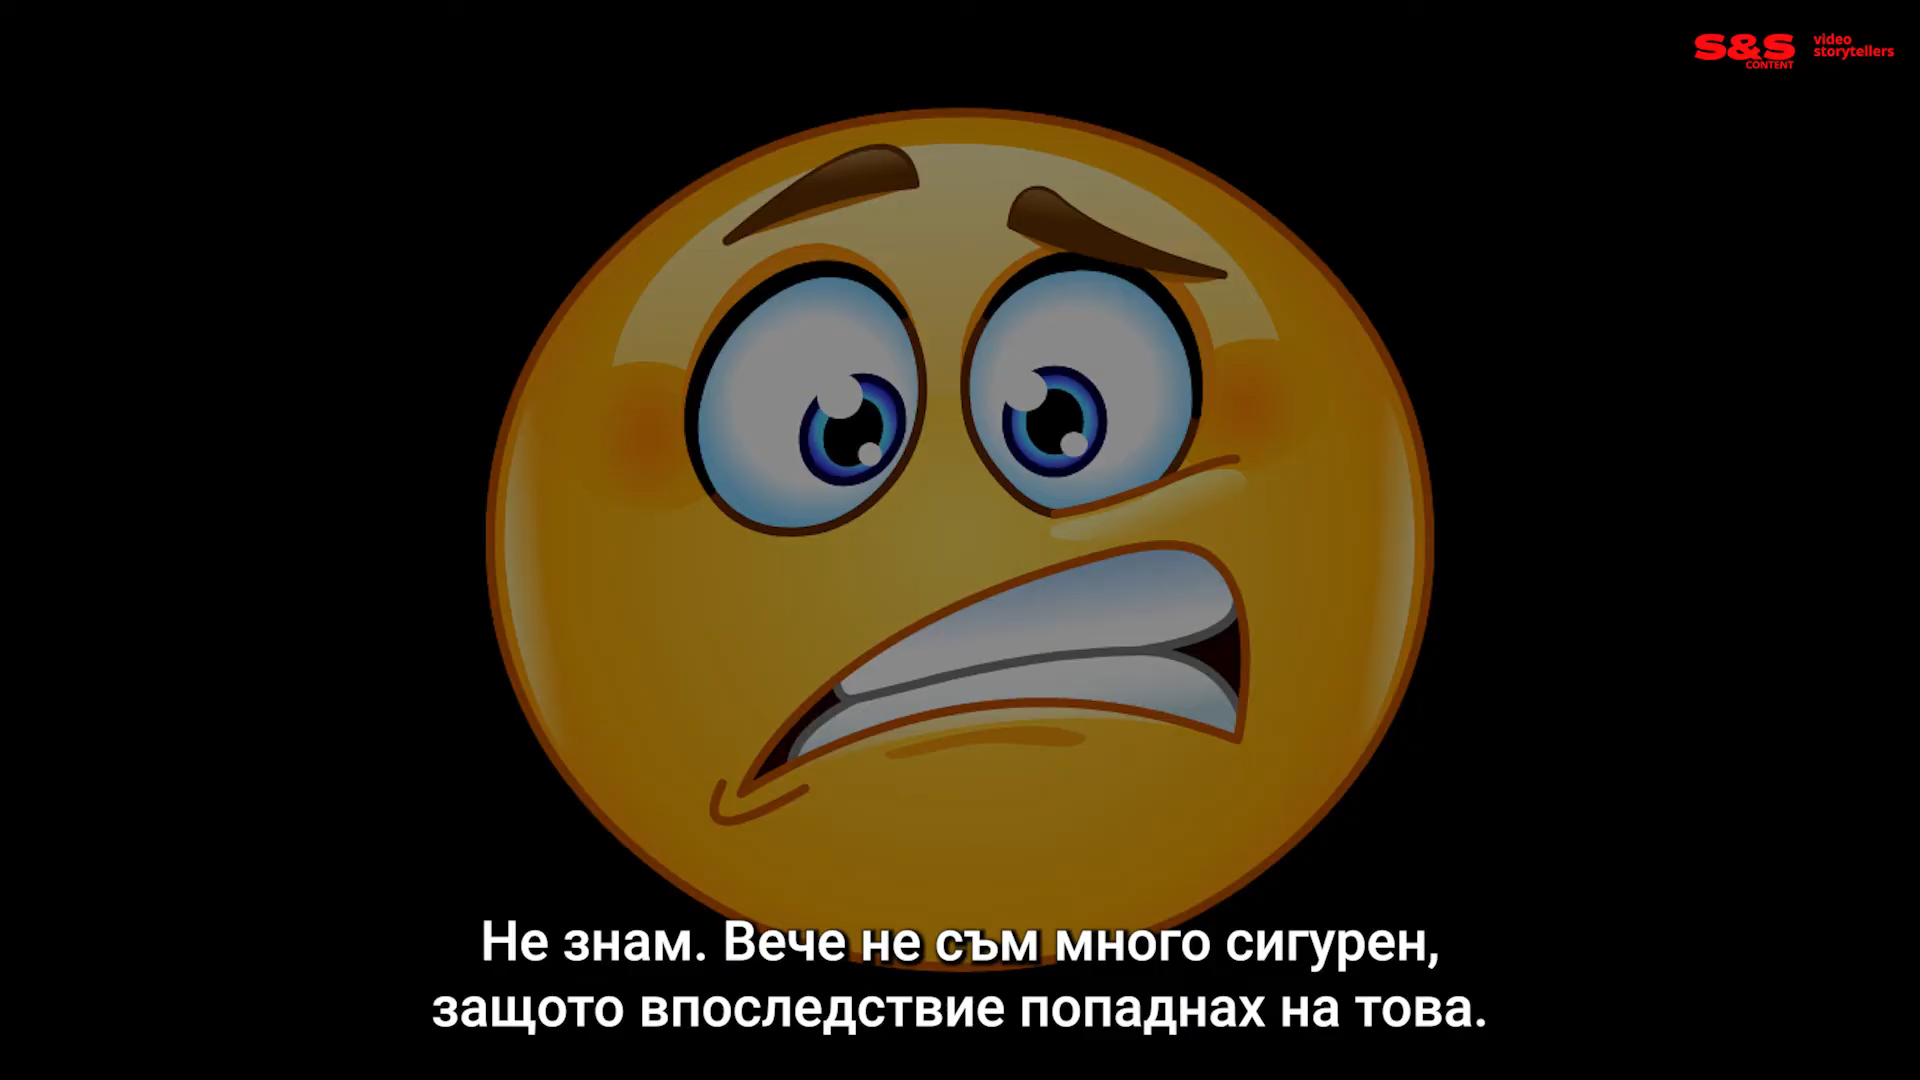 S&S
CONTENT
video
storytellers
Не знам. Вече не съм много сигурен,
защото впоследствие попаднах на това.